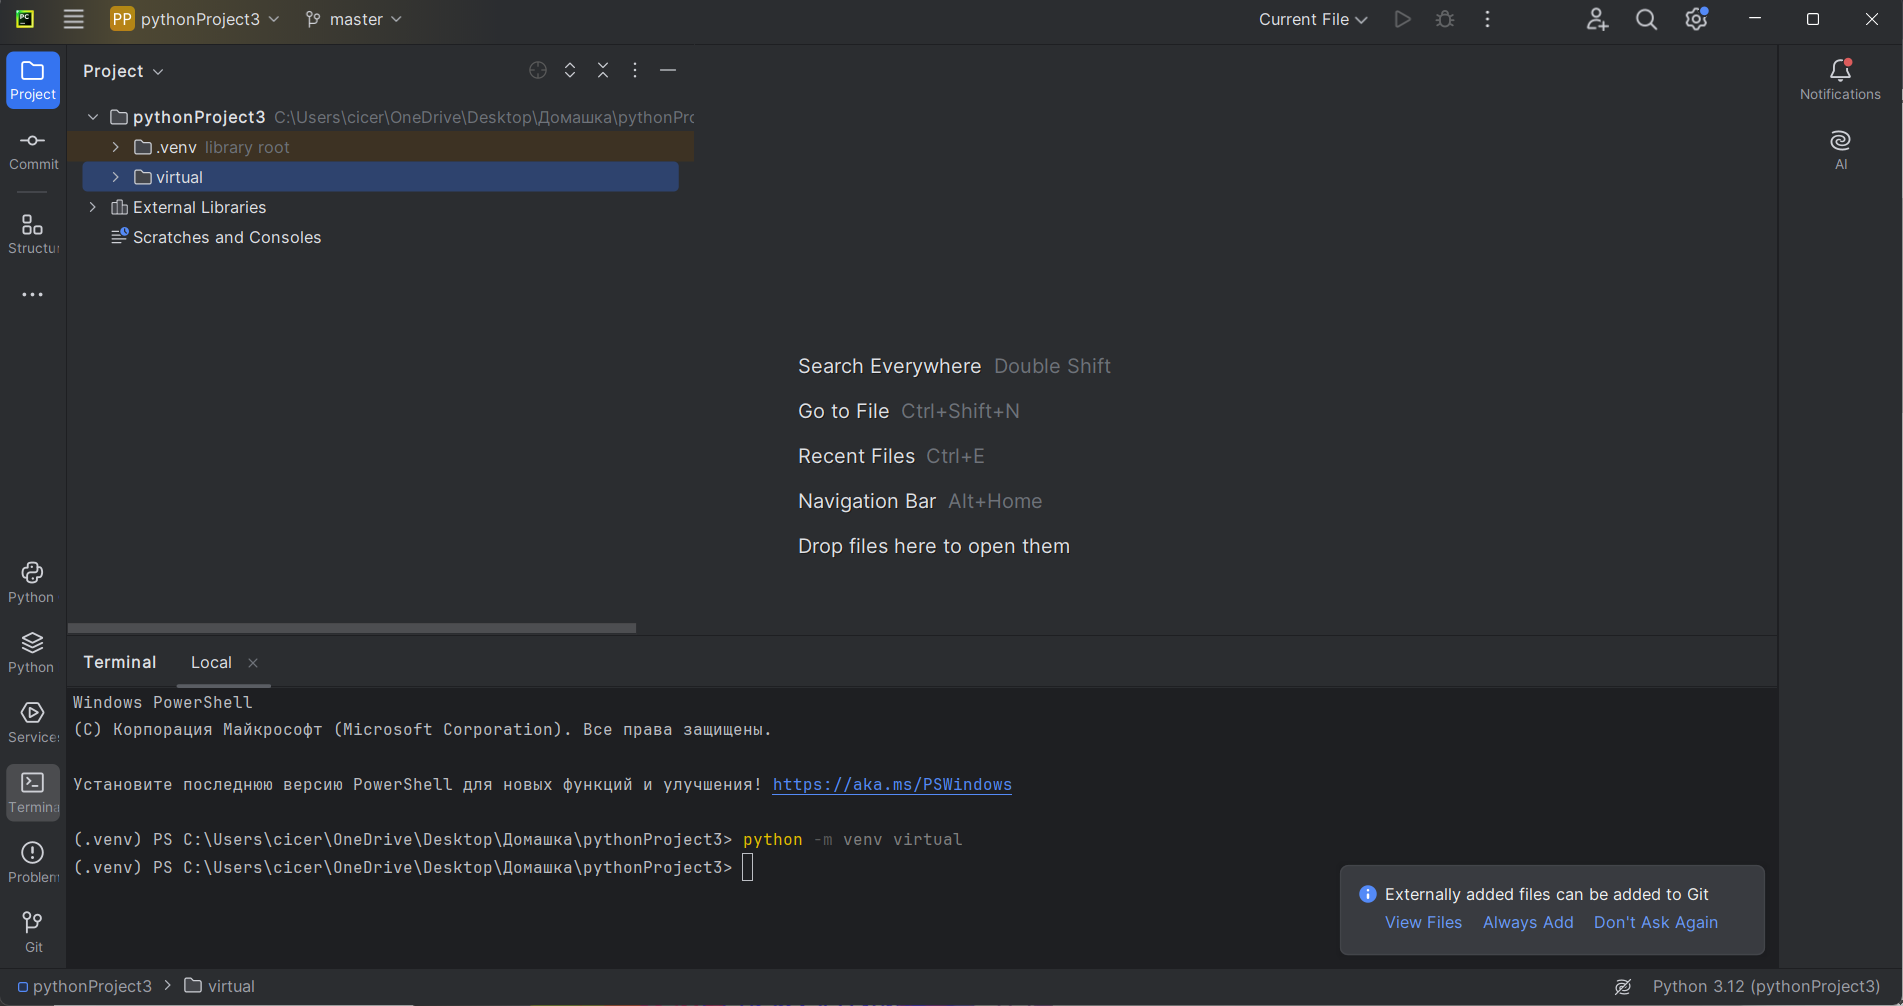 PC
PP pythonProject3 master Current File
Project
Project
pythonProject3 C:\Users\cicer\OneDrive\Desktop\Домашка\pythonPrc
.venv library root
virtual
External Libraries
Scratches and Consoles
Commit
Structur
Notifications
AI
Search Everywhere Double Shift
Go to File Ctrl+Shift+N
Recent Files Ctrl+E
Navigation Bar Alt+Home
Drop files here to open them
Python
Python
Services
Termina
Problem
Git
Terminal Local
Windows PowerShell
(C) Корпорация Майкрософт (Microsoft Corporation). Все права защищены.
Установите последнюю версию PowerShell для новых функций и улучшения! https://aka.ms/PSWindows
(.venv) PS C:\Users\cicer\OneDrive\Desktop\Домашка\pythonProject3> python -m venv virtual
(.venv) PS C:\Users\cicer\OneDrive\Desktop\Домашка\pythonProject3>
Externally added files can be added to Git
View Files Always Add Don't Ask Again
pythonProject3 > virtual
Python 3.12 (pythonProject3)